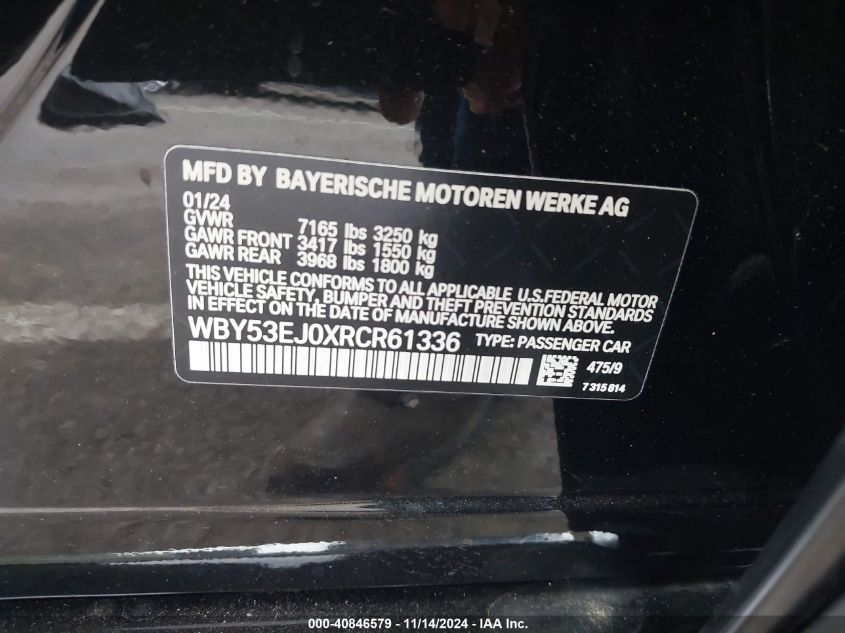 MFD BY BAYERISCHE MOTOREN WERKE AG
01/24
GVWR 7165 lbs 3250 kg
GAWR FRONT 3417 lbs 1550 kg
GAWR REAR 3968 lbs 1800 kg
THIS VEHICLE CONFORMS TO ALL APPLICABLE U.S.FEDERAL MOTOR
VEHICLE SAFETY, BUMPER AND THEFT PREVENTION STANDARDS
IN EFFECT ON THE DATE OF MANUFACTURE SHOWN ABOVE.
WBY53EJ0XRCR61336 TYPE: PASSENGER CAR
475/9
7315814
000-40846579 - 11/14/2024 - IAA Inc.